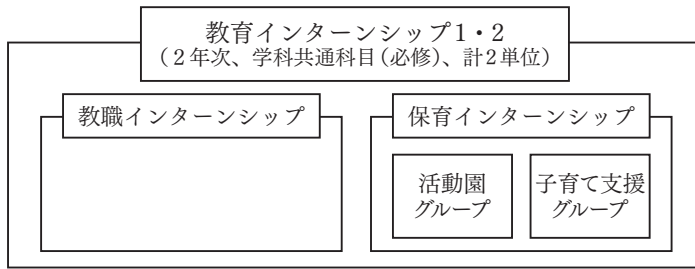 教育インターンシップ1・2
(2年次、学科共通科目(必修)、計2単位)
教職インターンシップ
保育インターンシップ
活動園
グループ
子育て支援
グループ